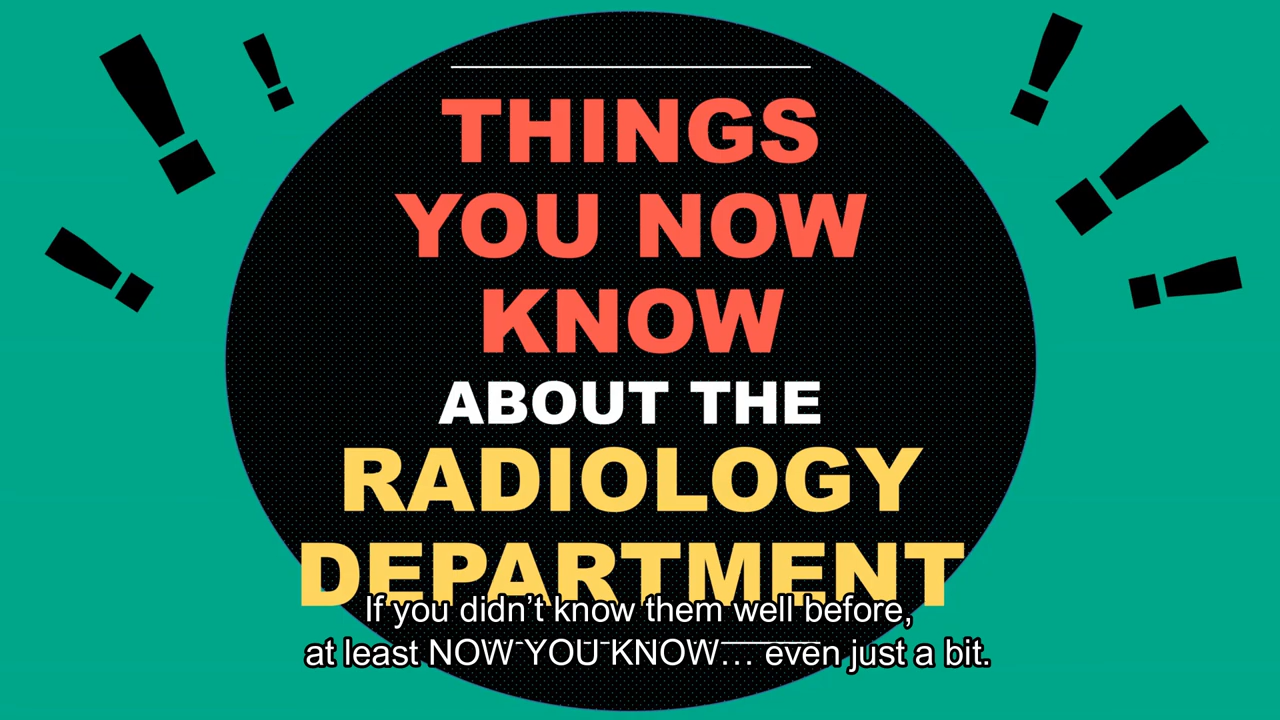 THINGS
YOU NOW
KNOW
ABOUT THE
RADIOLOGY
DEPARTMENT
If you didn’t know them well before,
at least NOW YOU KNOW… even just a bit.